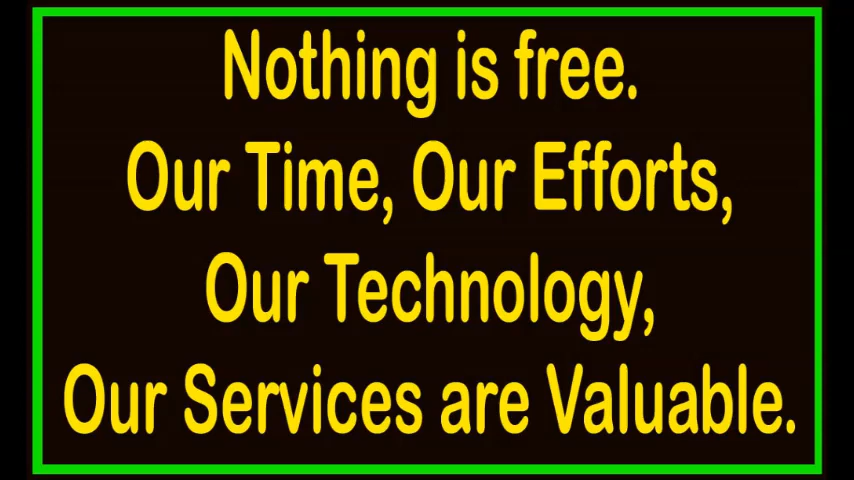 Nothing is free.
Our Time, Our Efforts,
Our Technology,
Our Services are Valuable.